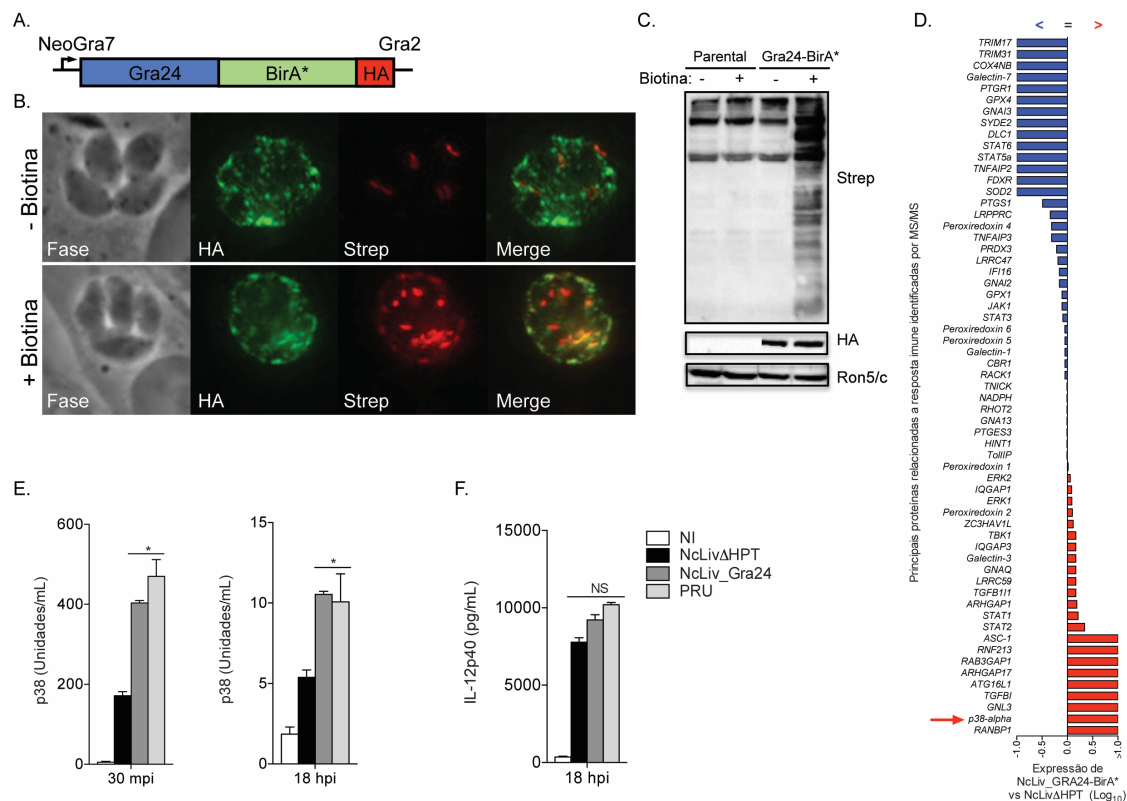 A.
NeoGra7
Gra2
Gra24
BirA*
HA
B.
- Biotina
Fase
HA
Strep
Merge
+ Biotina
Fase
HA
Strep
Merge
C.
Parental
Gra24-BirA*
Biotina:
-
+
-
+
Strep
HA
Ron5/c
D.
<
=
>
Principais proteinas relacionadas a resposta imune identificadas por MS/MS
TRIM17
TRIM31
COX4NB
Galectin-7
PTGR1
GPX4
GNAI3
SYDE2
DLC1
STAT6
STAT5a
TNFAIP2
FDXR
SOD2
PTGS1
LRPPRC
Peroxiredoxin 4
TNFAIP3
PRDX3
LRRC47
IFI16
GNAI2
GPX1
JAK1
STAT3
Peroxiredoxin 6
Peroxiredoxin 5
Galectin-1
CBR1
RACK1
TNICK
NADPH
RHOT2
GNA13
PTGES3
HINT1
TollIP
Peroxiredoxin 1
ERK2
IQGAP1
ERK1
Peroxiredoxin 2
ZC3HAV1L
TBK1
IQGAP3
Galectin-3
GNAQ
LRRC59
TGFB1I1
ARHGAP1
STAT1
STAT2
ASC-1
RNF213
RAB3GAP1
ARHGAP17
ATG16L1
TGFBI
GNL3
p38-alpha
RANBP1
-1.0
-0.5
0.0
0.5
>1.0
Expressão de
NcLiv_GRA24-BirA*
vs NcLivΔHPT (Log10)
E.
p38 (Unidades/mL)
600
400
200
0
*
30 mpi
p38 (Unidades/mL)
15
10
5
0
*
18 hpi
F.
IL-12p40 (pg/mL)
15000
10000
5000
0
NS
18 hpi
NI
NcLivΔHPT
NcLiv_Gra24
PRU